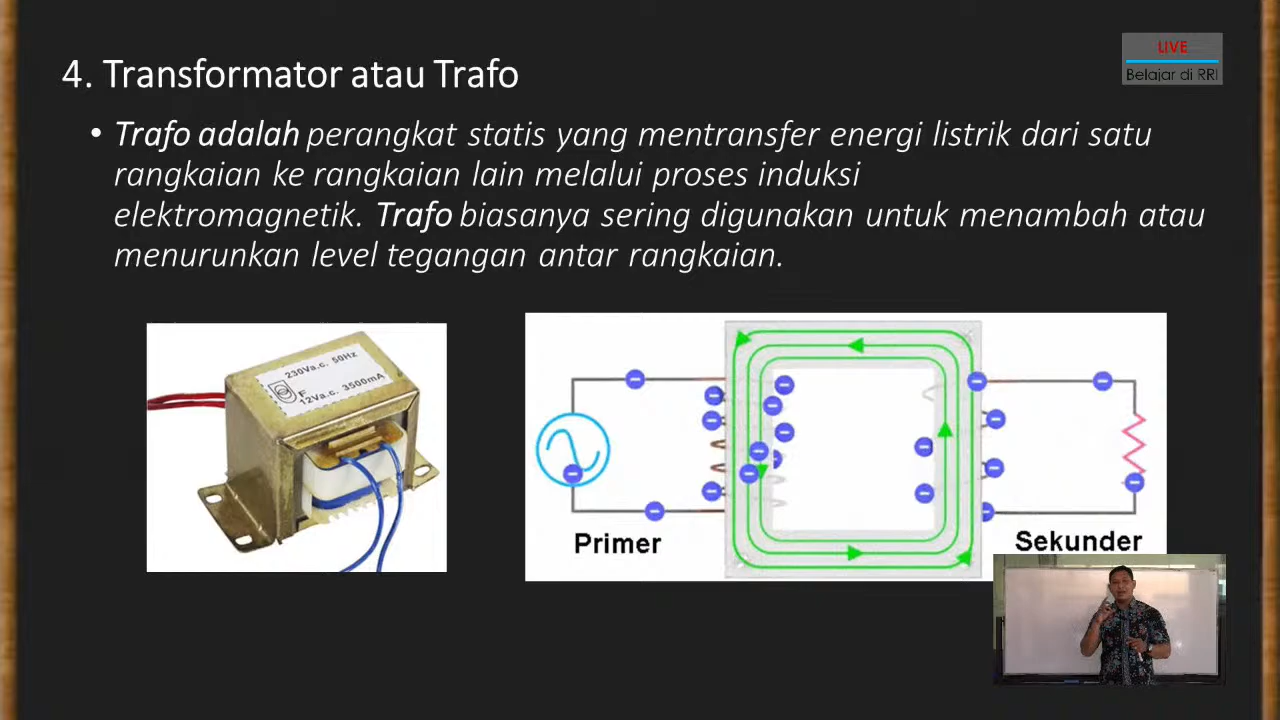 4. Transformator atau Trafo
LIVE
Belajar di RRI
• Trafo adalah perangkat statis yang mentransfer energi listrik dari satu
rangkaian ke rangkaian lain melalui proses induksi
elektromagnetik. Trafo biasanya sering digunakan untuk menambah atau
menurunkan level tegangan antar rangkaian.
230Va.c. 50Hz
F
12Va.c. 3500mA
Primer
Sekunder